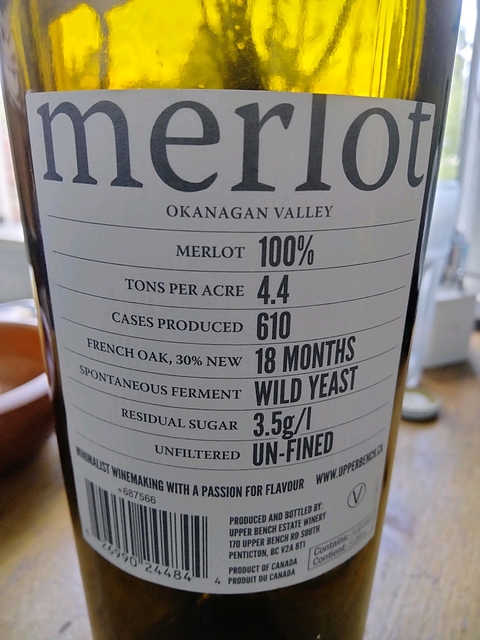 merlot
OKANAGAN VALLEY
MERLOT 100%
TONS PER ACRE 4.4
CASES PRODUCED 610
FRENCH OAK, 30% NEW 18 MONTHS
SPONTANEOUS FERMENT WILD YEAST
RESIDUAL SUGAR 3.5g/l
UNFILTERED UN-FINED
MINIMALIST WINEMAKING WITH A PASSION FOR FLAVOUR WWW.UPPERBENCH.CA
+687566
PRODUCED AND BOTTLED BY:
UPPER BENCH ESTATE WINERY
170 UPPER BENCH RD SOUTH
PENTICTON, BC V2A 8T1
PRODUCT OF CANADA
PRODUIT DU CANADA
V
Contains:
Content:
46990 24484 4